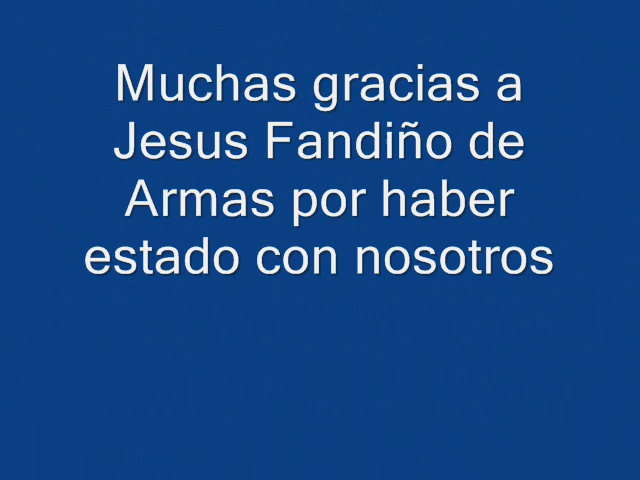 Muchas gracias a
Jesus Fandiño de
Armas por haber
estado con nosotros